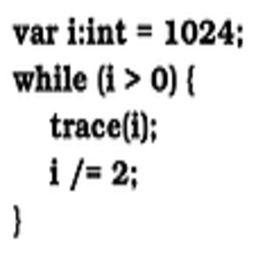 var i:int = 1024;
while (i > 0) {
trace(i);
i /= 2;
}